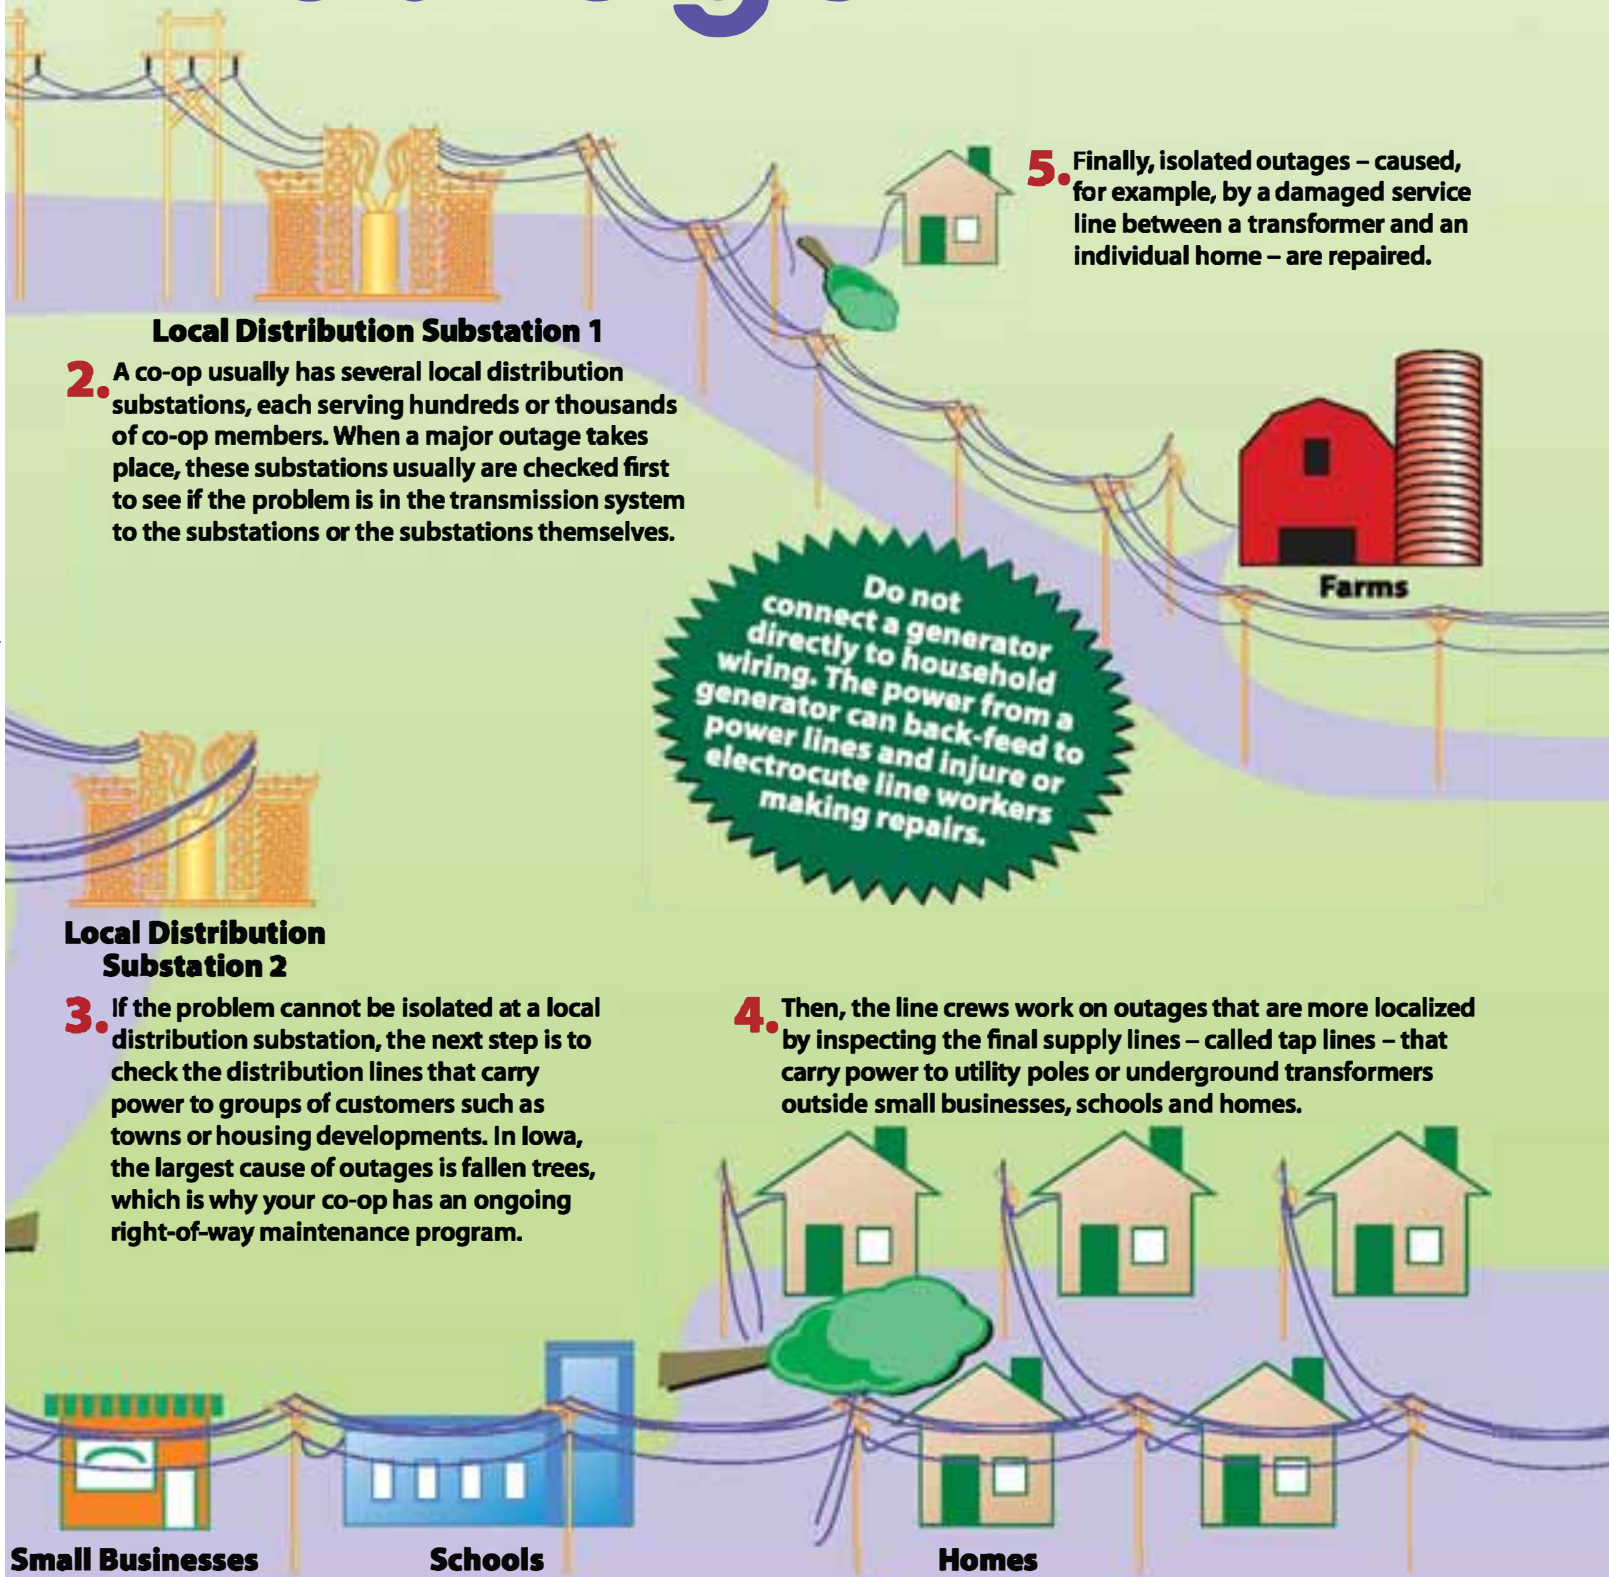 Local Distribution Substation 1
2. A co-op usually has several local distribution
substations, each serving hundreds or thousands
of co-op members. When a major outage takes
place, these substations usually are checked first
to see if the problem is in the transmission system
to the substations or the substations themselves.
5. Finally, isolated outages – caused,
for example, by a damaged service
line between a transformer and an
individual home – are repaired.
Farms
Do not
connect a generator
directly to household
wiring. The power from a
generator can back-feed to
power lines and injure or
electrocute line workers
making repairs.
Local Distribution
Substation 2
3. If the problem cannot be isolated at a local
distribution substation, the next step is to
check the distribution lines that carry
power to groups of customers such as
towns or housing developments. In Iowa,
the largest cause of outages is fallen trees,
which is why your co-op has an ongoing
right-of-way maintenance program.
4. Then, the line crews work on outages that are more localized
by inspecting the final supply lines – called tap lines – that
carry power to utility poles or underground transformers
outside small businesses, schools and homes.
Small Businesses
Schools
Homes